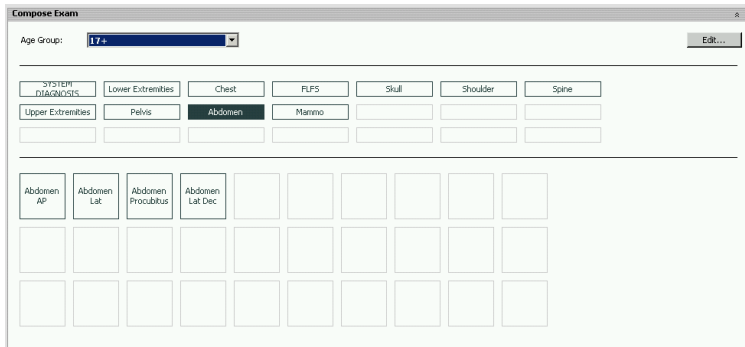 Compose Exam
Age Group: 17+ Edit...
SYSTEM
DIAGNOSIS
Lower Extremities
Chest
FLFS
Skull
Shoulder
Spine
Upper Extremities
Pelvis
Abdomen
Mammo
Abdomen
AP
Abdomen
Lat
Abdomen
Procubitus
Abdomen
Lat Dec